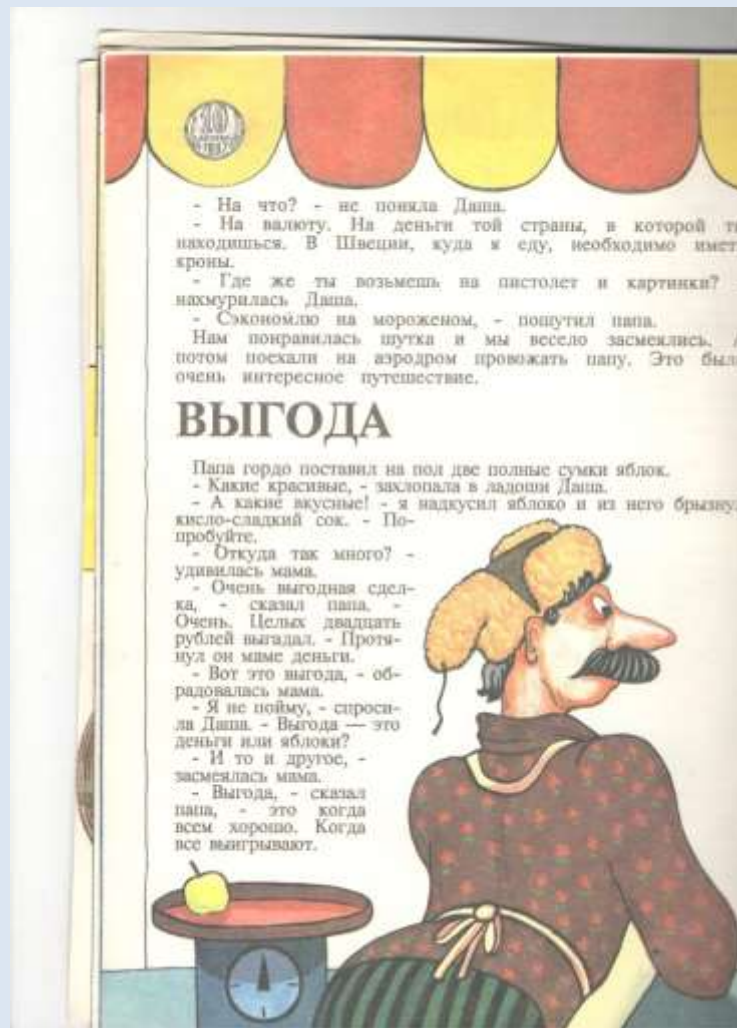 10
- На что? - не поняла Даша.
- На валюту. На деньги той страны, в которой т
находишься. В Швеции, куда я еду, необходимо имет
кроны.
- Где же ты возьмешь на пистолет и картинки?
нахмурилась Даша.
- Сэкономлю на мороженом, - пошутил папа.
Нам понравилась шутка и мы весело засмеялись. А
потом поехали на аэродром провожать папу. Это был
очень интересное путешествие.
ВЫГОДА
Папа гордо поставил на пол две полные сумки яблок.
- Какие красивые, - захлопала в ладоши Даша.
- А какие вкусные! - я надкусил яблоко и из него брызнул
кисло-сладкий сок. - По-
пробуйте.
- Откуда так много? -
удивилась мама.
- Очень выгодная сдел-
ка, - сказал папа. -
Очень. Целых двадцать
рублей выгадал. - Протя-
нул он маме деньги.
- Вот это выгода, - об-
радовалась мама.
- Я не пойму, - спроси-
ла Даша. - Выгода — это
деньги или яблоки?
- И то и другое, -
засмеялась мама.
- Выгода, - сказал
папа, - это когда
всем хорошо. Когда
все выигрывают.